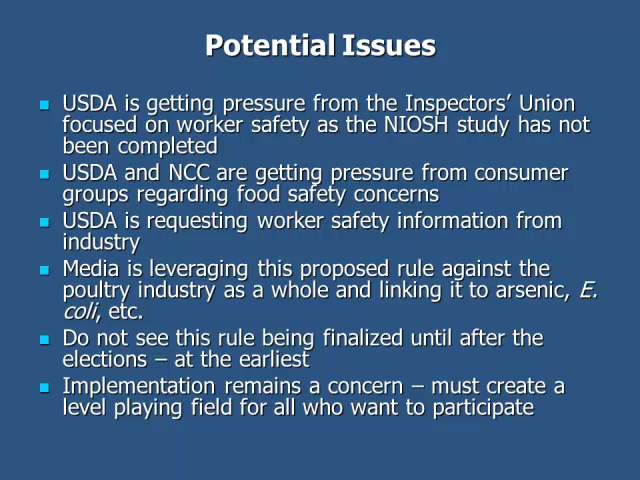 Potential Issues
USDA is getting pressure from the Inspectors’ Union
focused on worker safety as the NIOSH study has not
been completed
USDA and NCC are getting pressure from consumer
groups regarding food safety concerns
USDA is requesting worker safety information from
industry
Media is leveraging this proposed rule against the
poultry industry as a whole and linking it to arsenic, E.
coli, etc.
Do not see this rule being finalized until after the
elections – at the earliest
Implementation remains a concern – must create a
level playing field for all who want to participate